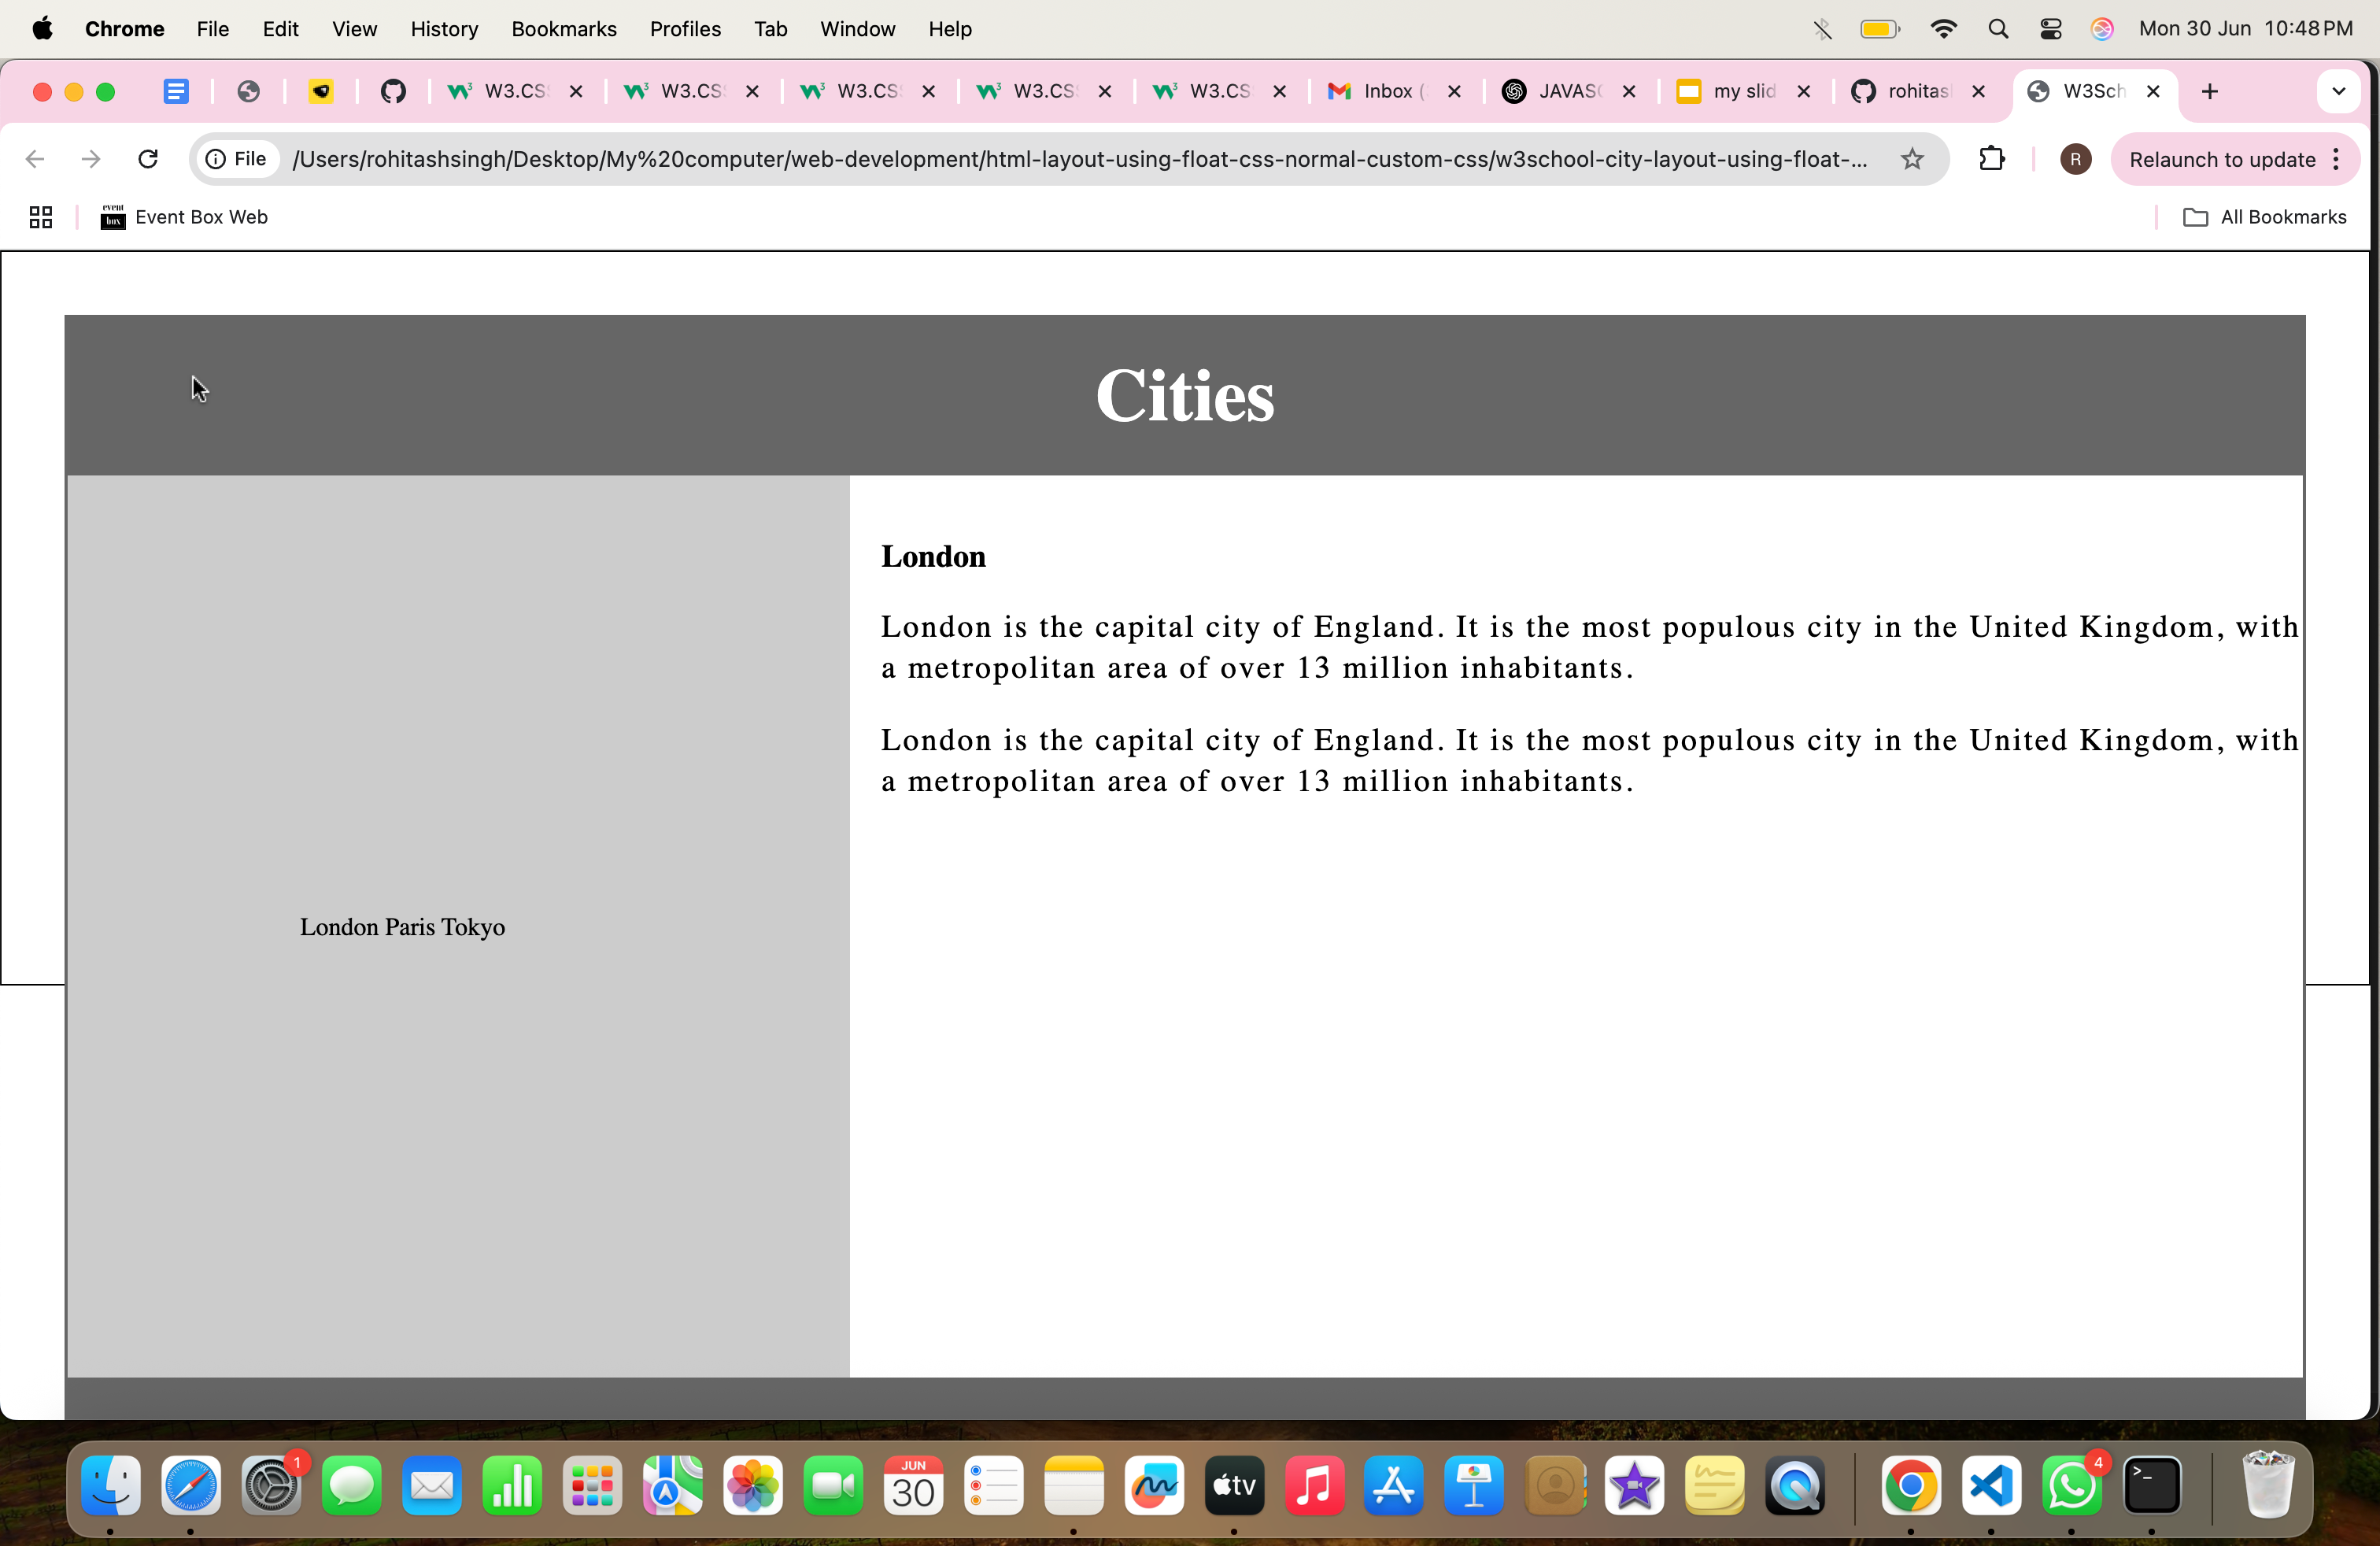 Chrome File Edit View History Bookmarks Profiles Tab Window Help Mon 30 Jun 10:48 PM
W3.CS W3.CS W3.CS W3.CS W3.CS Inbox ( JAVASC my slid rohitas W3Sch
File /Users/rohitashsingh/Desktop/My%20computer/web-development/html-layout-using-float-css-normal-custom-css/w3school-city-layout-using-float-... R Relaunch to update
event box Event Box Web All Bookmarks
Cities
London
London is the capital city of England. It is the most populous city in the United Kingdom, with
a metropolitan area of over 13 million inhabitants.
London is the capital city of England. It is the most populous city in the United Kingdom, with
a metropolitan area of over 13 million inhabitants.
London Paris Tokyo
1 JUN 30 tv 4 >_